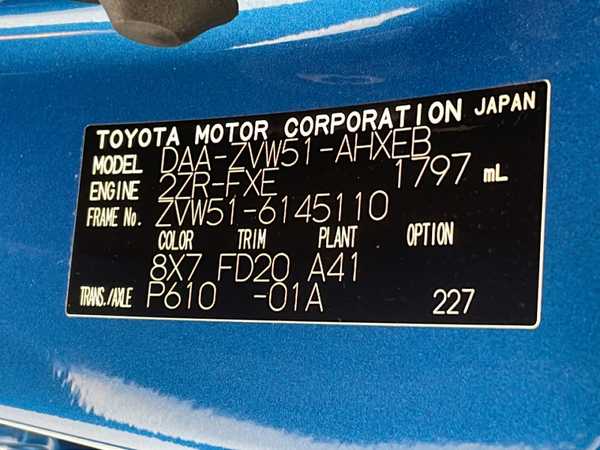 TOYOTA MOTOR CORPORATION JAPAN
MODEL DAA-ZVW51-AHXEB
ENGINE 2ZR-FXE 1797 mL
FRAME No. ZVW51-6145110
COLOR TRIM PLANT OPTION
8X7 FD20 A41
TRANS./AXLE P610 -01A 227